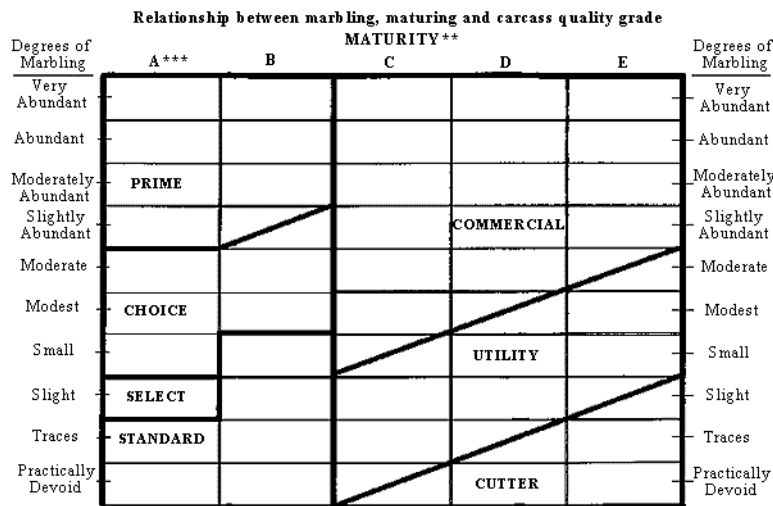 Relationship between marbling, maturing and carcass quality grade
MATURITY**
Degrees of
Marbling
A***
B
C
D
E
Degrees of
Marbling
Very
Abundant
Very
Abundant
Abundant
Abundant
Moderately
Abundant
PRIME
Moderately
Abundant
Slightly
Abundant
COMMERCIAL
Slightly
Abundant
Moderate
Moderate
Modest
CHOICE
Modest
Small
UTILITY
Small
Slight
SELECT
Slight
Traces
STANDARD
Traces
Practically
Devoid
CUTTER
Practically
Devoid